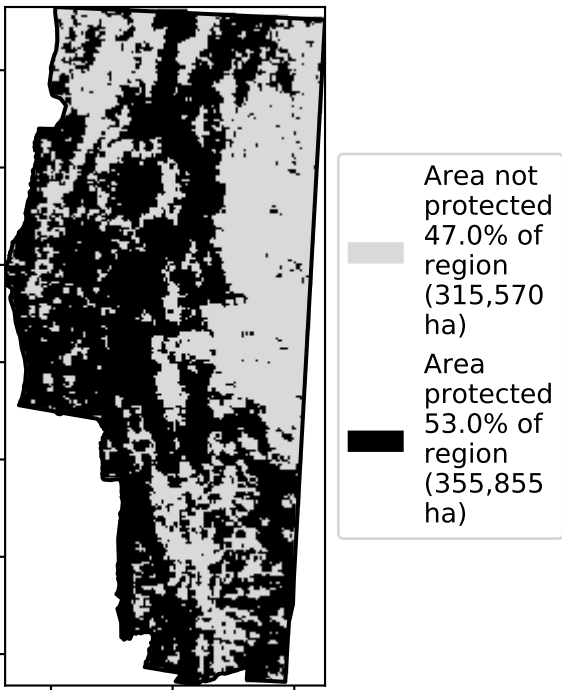 Area not
protected
47.0% of
region
(315,570
ha)
Area
protected
53.0% of
region
(355,855
ha)